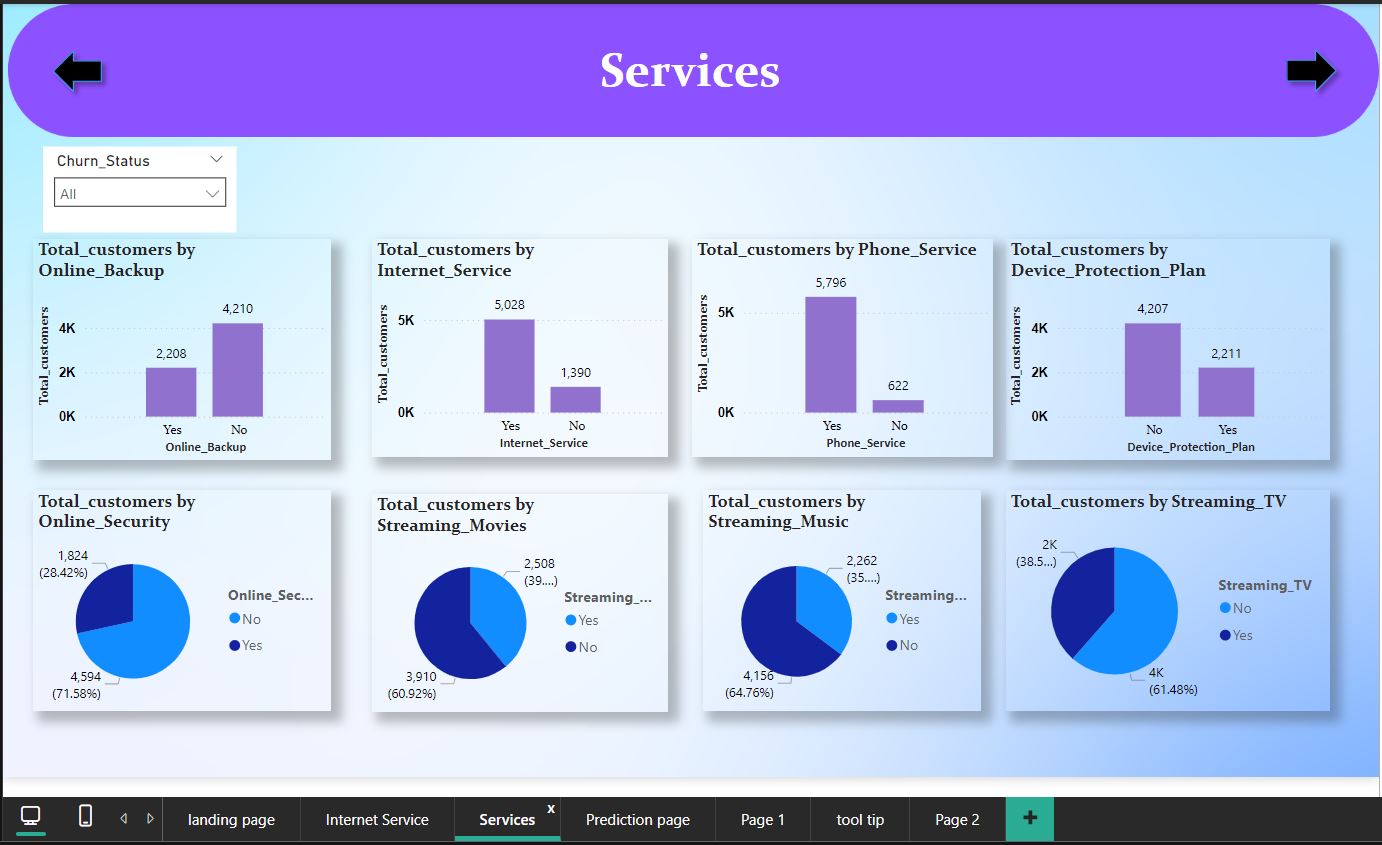 Services
Churn_Status
All
Total_customers by
Online_Backup
Total_customers
4K
2K
0K
2,208
4,210
Yes
No
Online_Backup
Total_customers by
Internet_Service
Total_customers
5K
0K
5,028
1,390
Yes
No
Internet_Service
Total_customers by Phone_Service
Total_customers
5K
0K
5,796
622
Yes
No
Phone_Service
Total_customers by
Device_Protection_Plan
Total_customers
4K
2K
0K
4,207
2,211
No
Yes
Device_Protection_Plan
Total_customers by
Online_Security
1,824
(28.42%)
4,594
(71.58%)
Online_Sec...
No
Yes
Total_customers by
Streaming_Movies
2,508
(39....)
3,910
(60.92%)
Streaming_...
Yes
No
Total_customers by
Streaming_Music
2,262
(35....)
4,156
(64.76%)
Streaming...
Yes
No
Total_customers by Streaming_TV
2K
(38.5...)
4K
(61.48%)
Streaming_TV
No
Yes
landing page
Internet Service
Services
x
Prediction page
Page 1
tool tip
Page 2
+